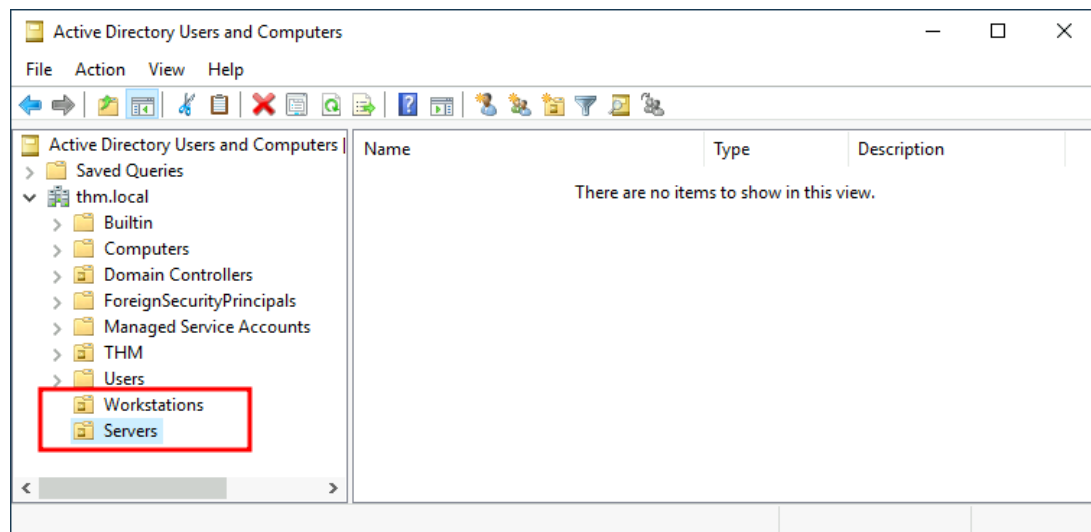 Active Directory Users and Computers
File Action View Help
Active Directory Users and Computers
Name Type Description
Saved Queries
There are no items to show in this view.
thm.local
Builtin
Computers
Domain Controllers
ForeignSecurityPrincipals
Managed Service Accounts
THM
Users
Workstations
Servers